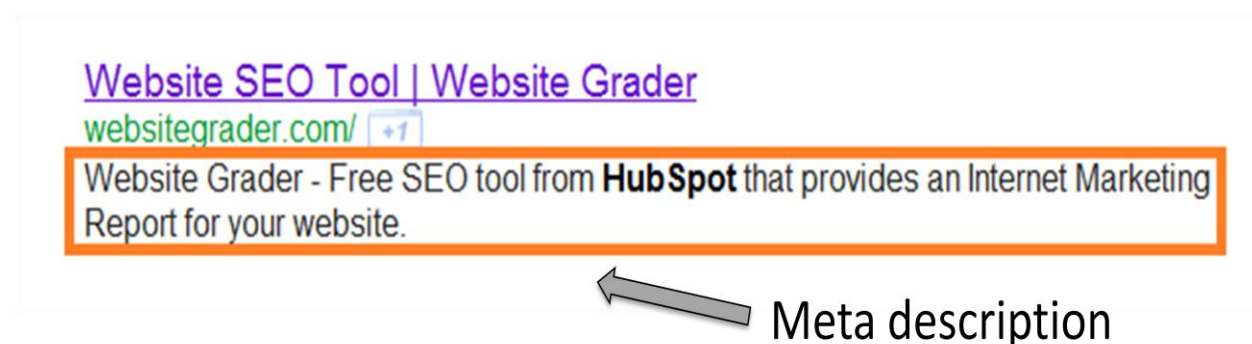 Website SEO Tool | Website Grader
websitegrader.com/ +1
Website Grader - Free SEO tool from HubSpot that provides an Internet Marketing
Report for your website.
Meta description